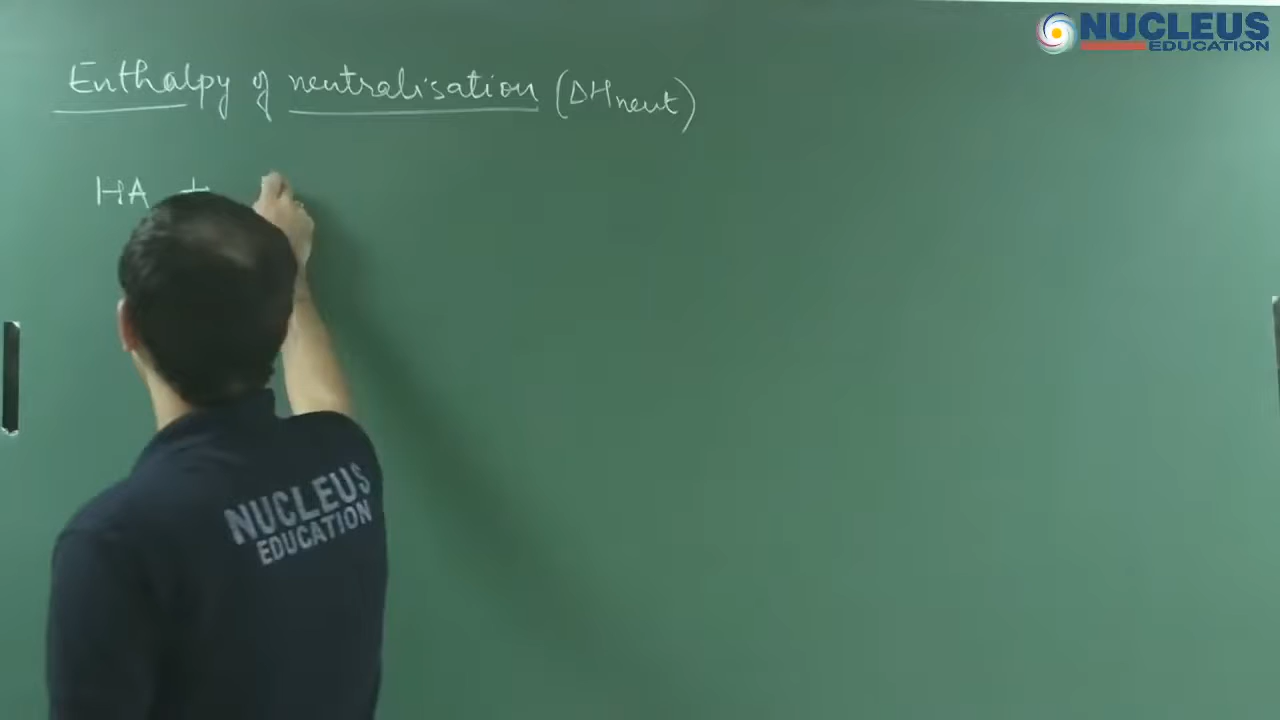 NUCLEUS
EDUCATION
Enthalpy of neutralisation (ΔHneut)
HA +
NUCLEUS
EDUCATION